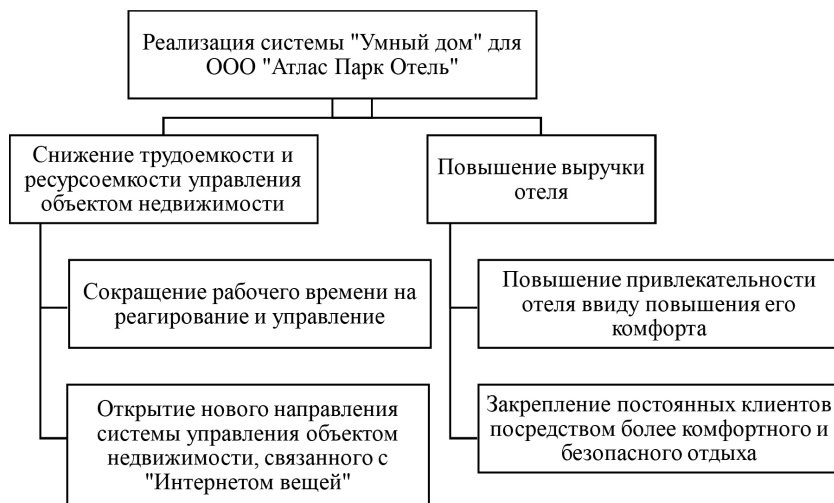 Реализация системы "Умный дом" для
ООО "Атлас Парк Отель"
Снижение трудоемкости и
ресурсоемкости управления
объектом недвижимости
Повышение выручки
отеля
Сокращение рабочего времени на
реагирование и управление
Повышение привлекательности
отеля ввиду повышения его
комфорта
Открытие нового направления
системы управления объектом
недвижимости, связанного с
"Интернетом вещей"
Закрепление постоянных клиентов
посредством более комфортного и
безопасного отдыха